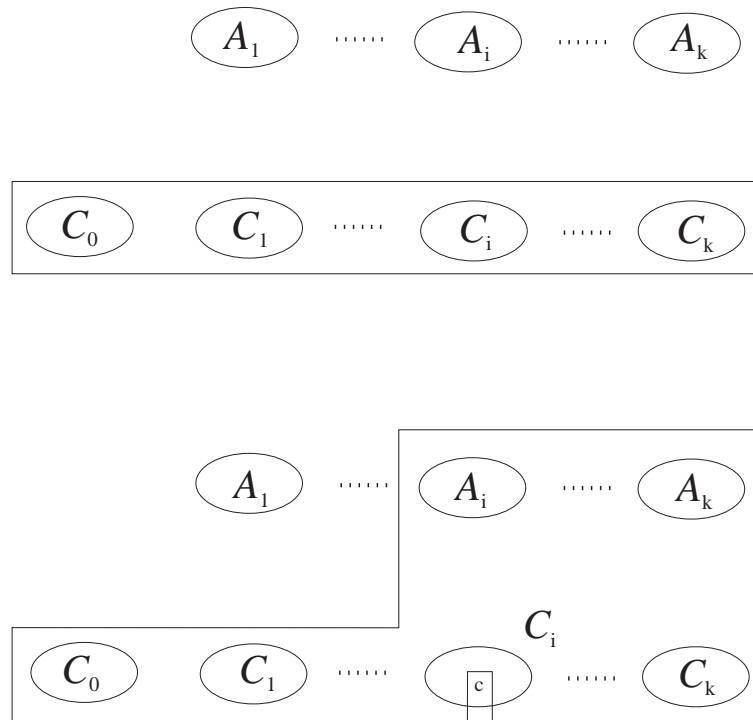 A₁ ...... Aᵢ ...... Aₖ
C₀ C₁ ...... Cᵢ ...... Cₖ
A₁ ...... Aᵢ ...... Aₖ
Cᵢ
C₀ C₁ ...... c ...... Cₖ